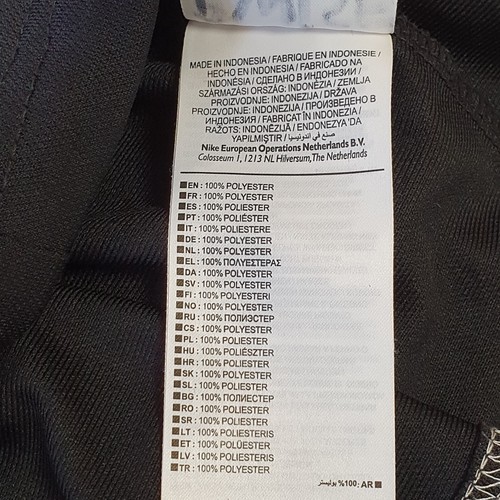 MADE IN INDONESIA / FABRIQUE EN INDONESIE /
HECHO EN INDONESIA / FABRICADO NA
INDONÉSIA / СДЕЛАНО В ИНДОНЕЗИИ /
SZÁRMAZÁSI ORSZÁG: INDONÉZIA / ZEMLJA
PROIZVODNJE: INDONEZIJA / DRŽAVA
PROIZVODNJE: INDONEZIJA / ПРОИЗВЕДЕНО В
ИНДОНЕЗИЯ / FABRICAT ÎN INDONEZIA /
RAŽOTS: INDONĒZIJĀ / ENDONEZYA'DA
YAPILMIŞTIR / صنع في أندونيسيا
Nike European Operations Netherlands B.V.
Colosseum 1, 1213 NL Hilversum, The Netherlands
EN : 100% POLYESTER
FR : 100% POLYESTER
ES : 100% POLIESTER
PT : 100% POLIÉSTER
IT : 100% POLIESTERE
DE : 100% POLYESTER
NL : 100% POLYESTER
EL : 100% ΠΟΛΥΕΣΤΕΡΑΣ
DA : 100% POLYESTER
SV : 100% POLYESTER
FI : 100% POLYESTERI
NO : 100% POLYESTER
RU : 100% ПОЛИЭСТЕР
CS : 100% POLYESTER
PL : 100% POLIESTER
HU : 100% POLIÉSZTER
HR : 100% POLIESTER
SK : 100% POLYESTER
SL : 100% POLIESTER
BG : 100% ПОЛИЕСТЕР
RO : 100% POLIESTER
SR : 100% POLIESTER
LT : 100% POLIESTERIS
ET : 100% POLÜESTER
LV : 100% POLIESTERIS
TR : 100% POLYESTER
AR : 100% بوليستر